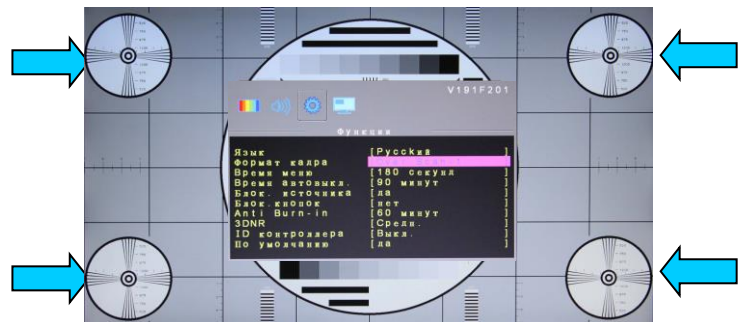 V191F201
Функции
Язык [Русский ]
Формат кадра
Время меню [180 секунд ]
Время автовыкл. [90 минут ]
Блок. источника [да ]
Блок.кнопок [нет ]
Anti Burn-in [60 минут ]
3DNR [Средн. ]
ID контроллера [Выкл. ]
По умолчанию [да ]